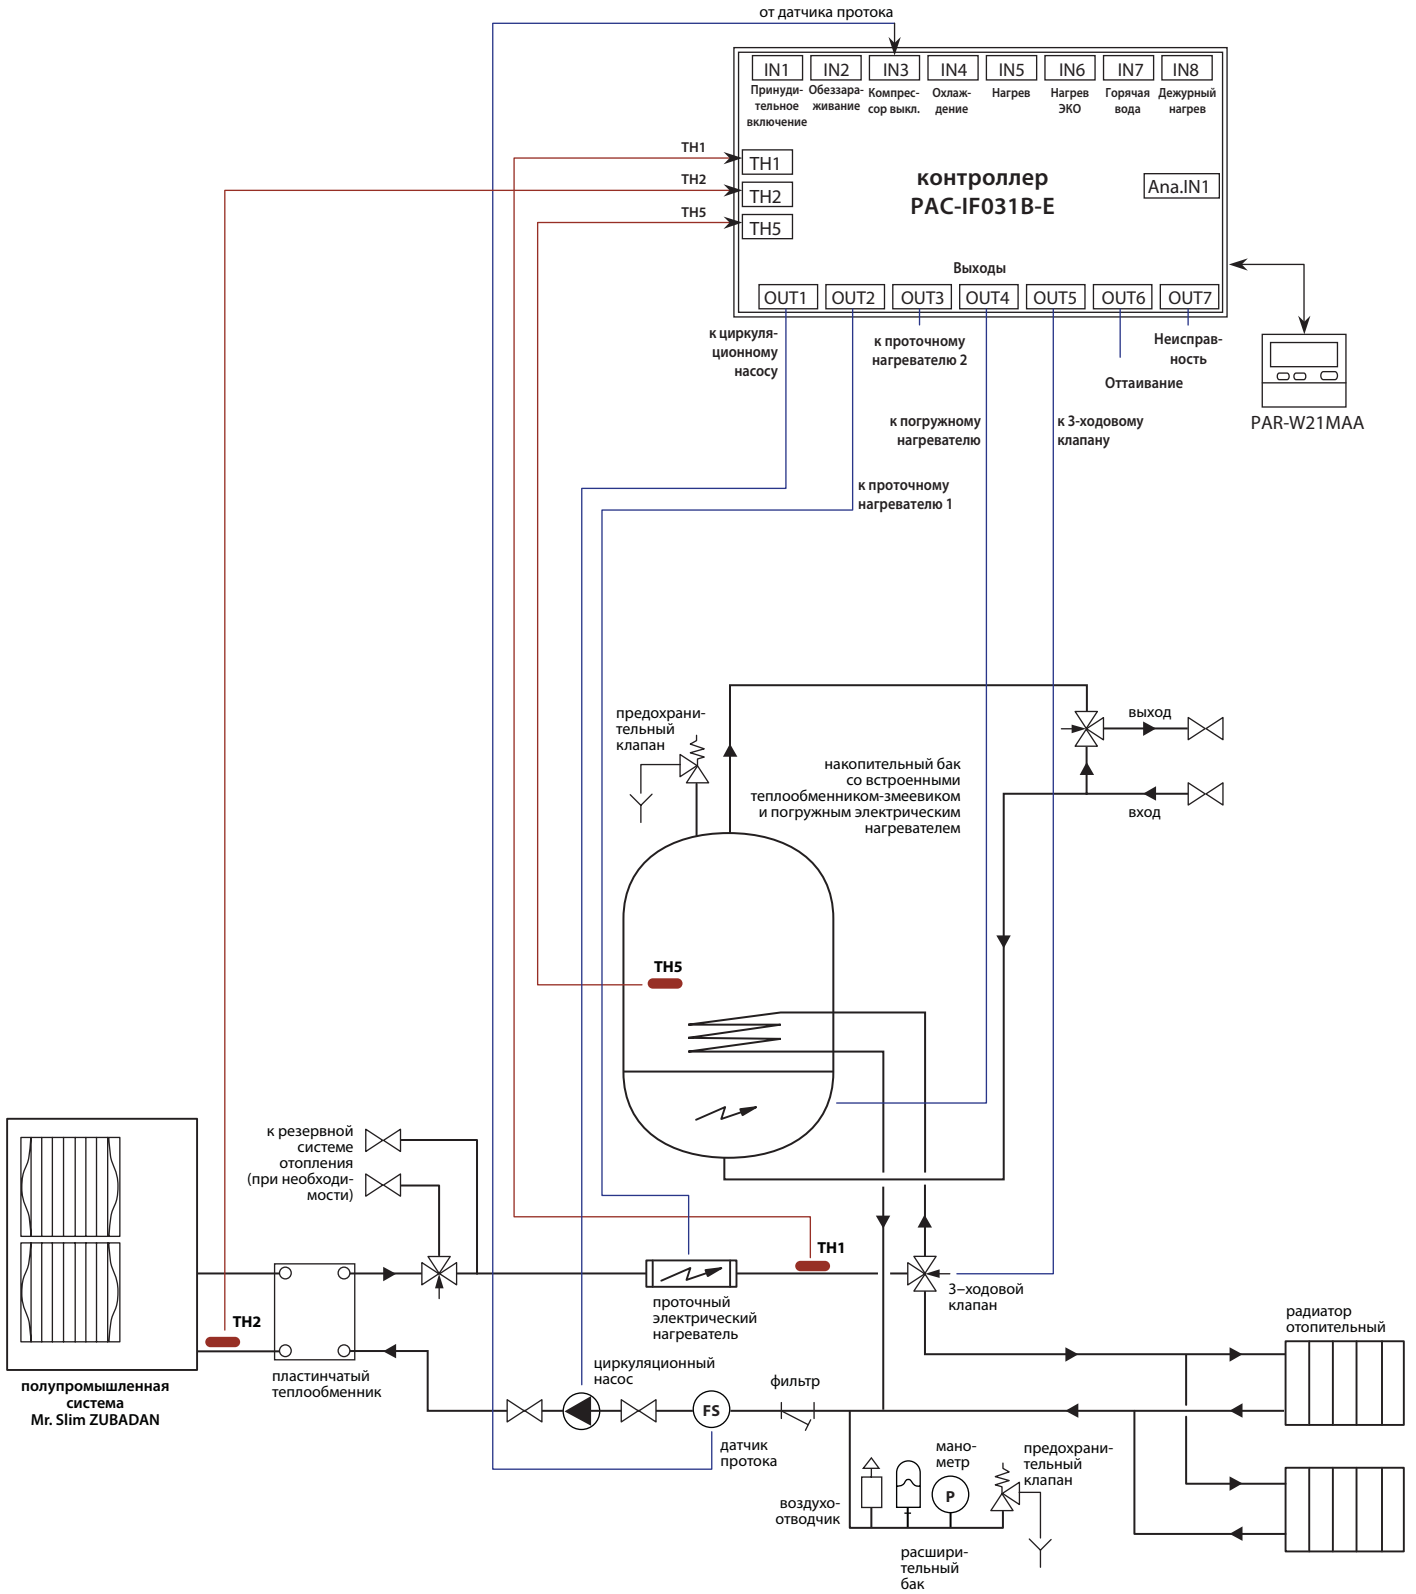 от датчика протока
IN1
IN2
IN3
IN4
IN5
IN6
IN7
IN8
Принуди-
тельное
включение
Обеззара-
живание
Компрес-
сор выкл.
Охлаж-
дение
Нагрев
Нагрев
ЭКО
Горячая
вода
Дежурный
нагрев
TH1
TH1
TH2
TH2
TH5
TH5
контроллер
PAC-IF031B-E
Ana.IN1
Выходы
OUT1
OUT2
OUT3
OUT4
OUT5
OUT6
OUT7
к циркуля-
ционному
насосу
к проточному
нагревателю 2
Неисправ-
ность
Оттаивание
к погружному
нагревателю
к 3-ходовому
клапану
PAR-W21MAA
к проточному
нагревателю 1
предохрани-
тельный
клапан
выход
вход
накопительный бак
со встроенными
теплообменником-змеевиком
и погружным электрическим
нагревателем
TH5
к резервной
системе
отопления
(при необходи-
мости)
TH1
TH2
проточный
электрический
нагреватель
3–ходовой
клапан
радиатор
отопительный
пластинчатый
теплообменник
полупромышленная
система
Mr. Slim ZUBADAN
циркуляционный
насос
фильтр
FS
датчик
протока
мано-
метр
P
предохрани-
тельный
клапан
воздухо-
отводчик
расшири-
тельный
бак